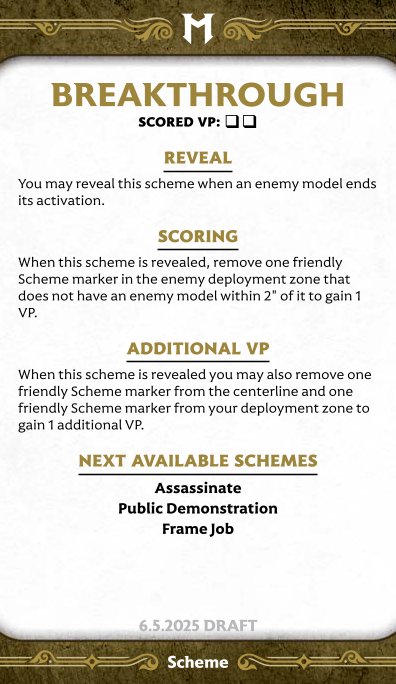 M
BREAKTHROUGH
SCORED VP: ❑❑
REVEAL
You may reveal this scheme when an enemy model ends
its activation.
SCORING
When this scheme is revealed, remove one friendly
Scheme marker in the enemy deployment zone that
does not have an enemy model within 2" of it to gain 1
VP.
ADDITIONAL VP
When this scheme is revealed you may also remove one
friendly Scheme marker from the centerline and one
friendly Scheme marker from your deployment zone to
gain 1 additional VP.
NEXT AVAILABLE SCHEMES
Assassinate
Public Demonstration
Frame Job
6.5.2025 DRAFT
Scheme